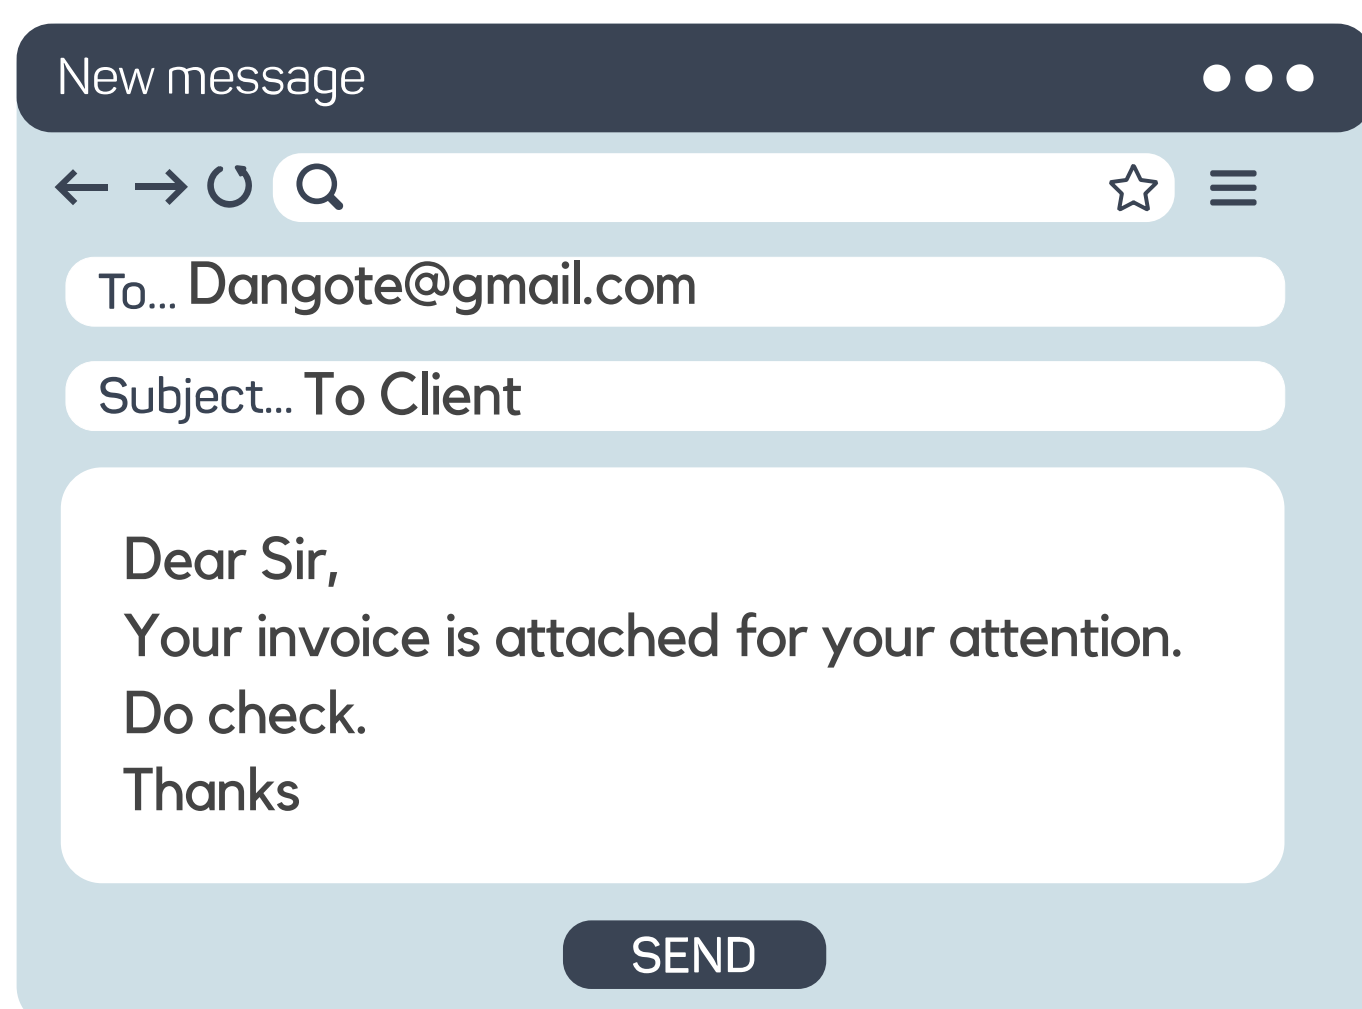 New message
To... Dangote@gmail.com
Subject... To Client
Dear Sir,
Your invoice is attached for your attention.
Do check.
Thanks
SEND